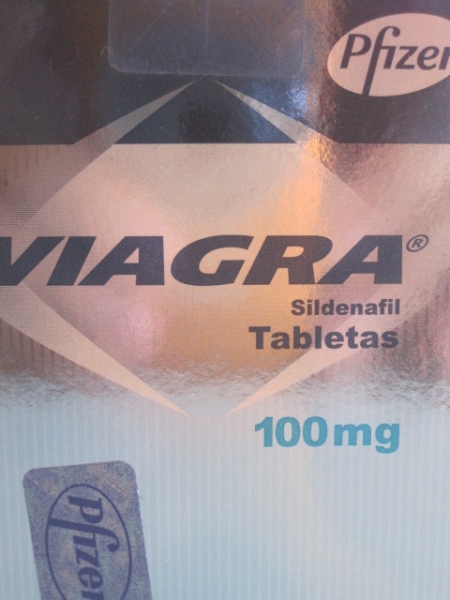 Pfizer
VIAGRA®
Sildenafil
Tabletas
100mg
Pfizer